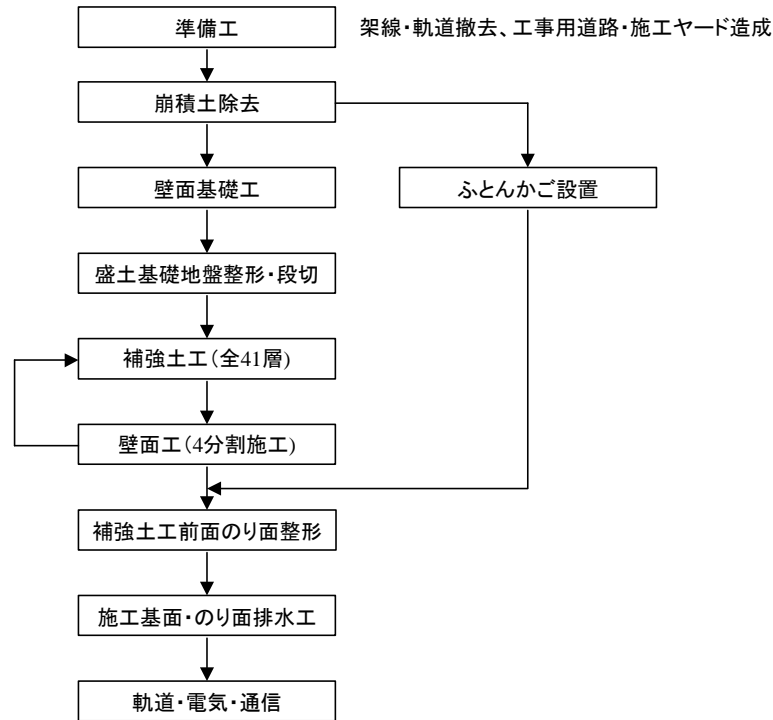 準備工
架線・軌道撤去、工事用道路・施工ヤード造成
崩積土除去
壁面基礎工
ふとんかご設置
盛土基礎地盤整形・段切
補強土工(全41層)
壁面工(4分割施工)
補強土工前面のり面整形
施工基面・のり面排水工
軌道・電気・通信